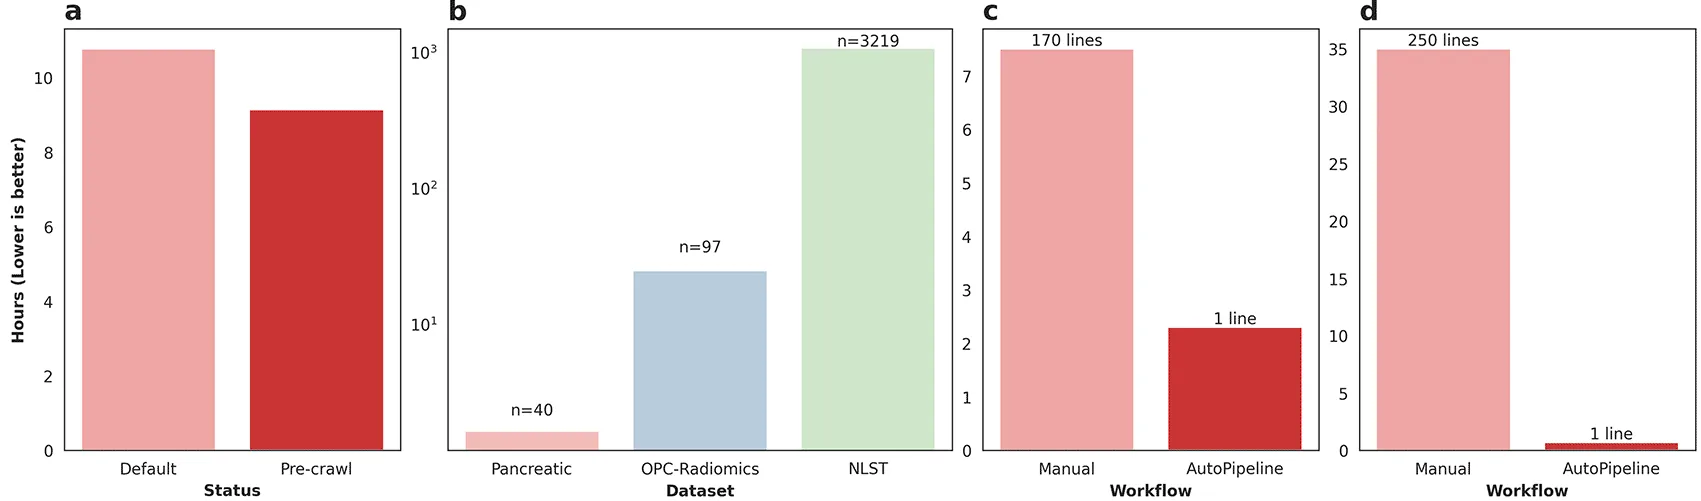 a
Hours (Lower is better)
10
8
6
4
2
0
Default Pre-crawl
Status
b
10³
10²
10¹
n=40
n=97
n=3219
Pancreatic OPC-Radiomics NLST
Dataset
c
7
6
5
4
3
2
1
0
170 lines
1 line
Manual AutoPipeline
Workflow
d
35
30
25
20
15
10
5
0
250 lines
1 line
Manual AutoPipeline
Workflow